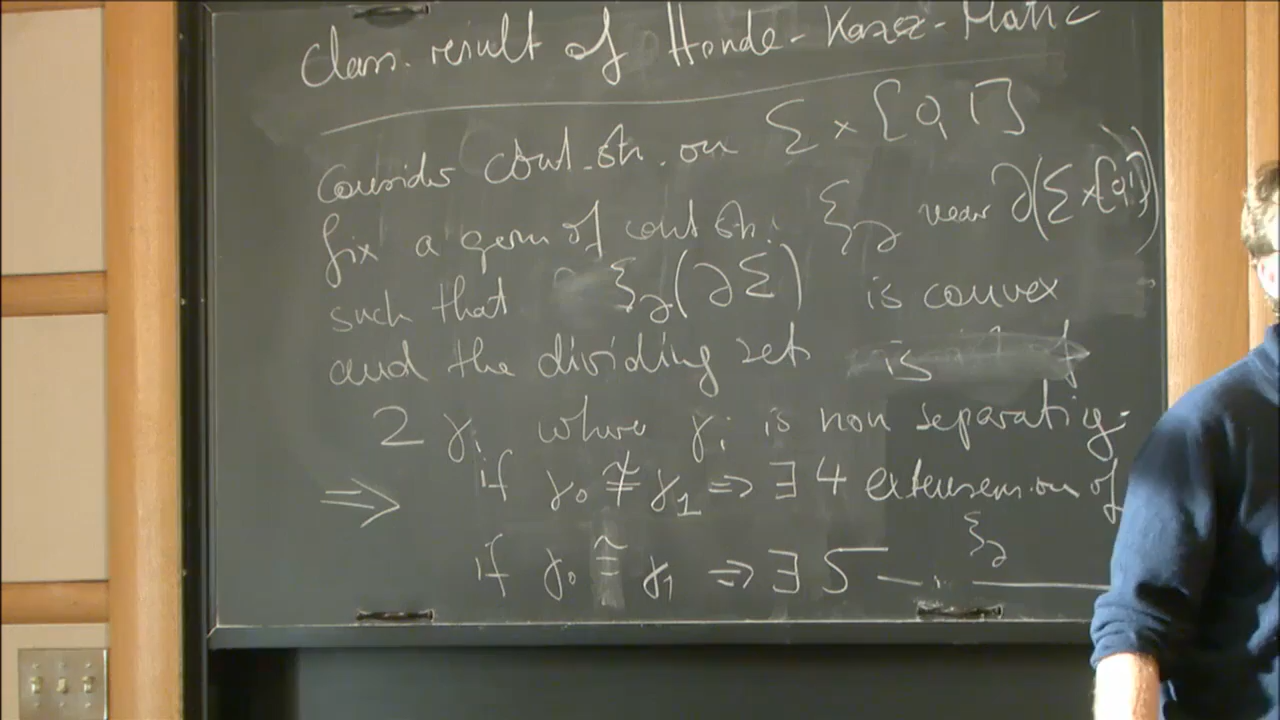 Class. result of Honda-Kazez-Matic
Consider cont. str. on Σ × [0,1]
fix a germ of cont str. ξ_∂ near ∂(Σ×[0,1])
such that ξ_∂(∂Σ) is convex
and the dividing set is
2 γ_i where γ_i is non separating.
⇒ if γ_0 ≇ γ_1 ⇒ ∃ 4 extension of
ξ_∂
if γ_0 ≅ γ_1 ⇒ ∃ 5 —